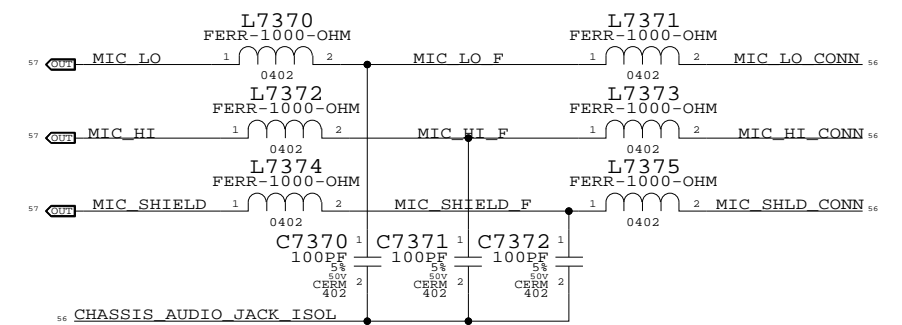 L7370 L7371
FERR-1000-OHM FERR-1000-OHM
57 OUT MIC_LO 1 2 MIC_LO_F 1 2 MIC_LO_CONN 56
0402 0402
L7372 L7373
FERR-1000-OHM FERR-1000-OHM
57 OUT MIC_HI 1 2 MIC_HI_F 1 2 MIC_HI_CONN 56
0402 0402
L7374 L7375
FERR-1000-OHM FERR-1000-OHM
57 OUT MIC_SHIELD 1 2 MIC_SHIELD_F 1 2 MIC_SHLD_CONN 56
0402 0402
C7370 1 C7371 1 C7372 1
100PF 100PF 100PF
5% 5% 5%
50V 50V 50V
CERM 2 CERM 2 CERM 2
402 402 402
56 CHASSIS_AUDIO_JACK_ISOL